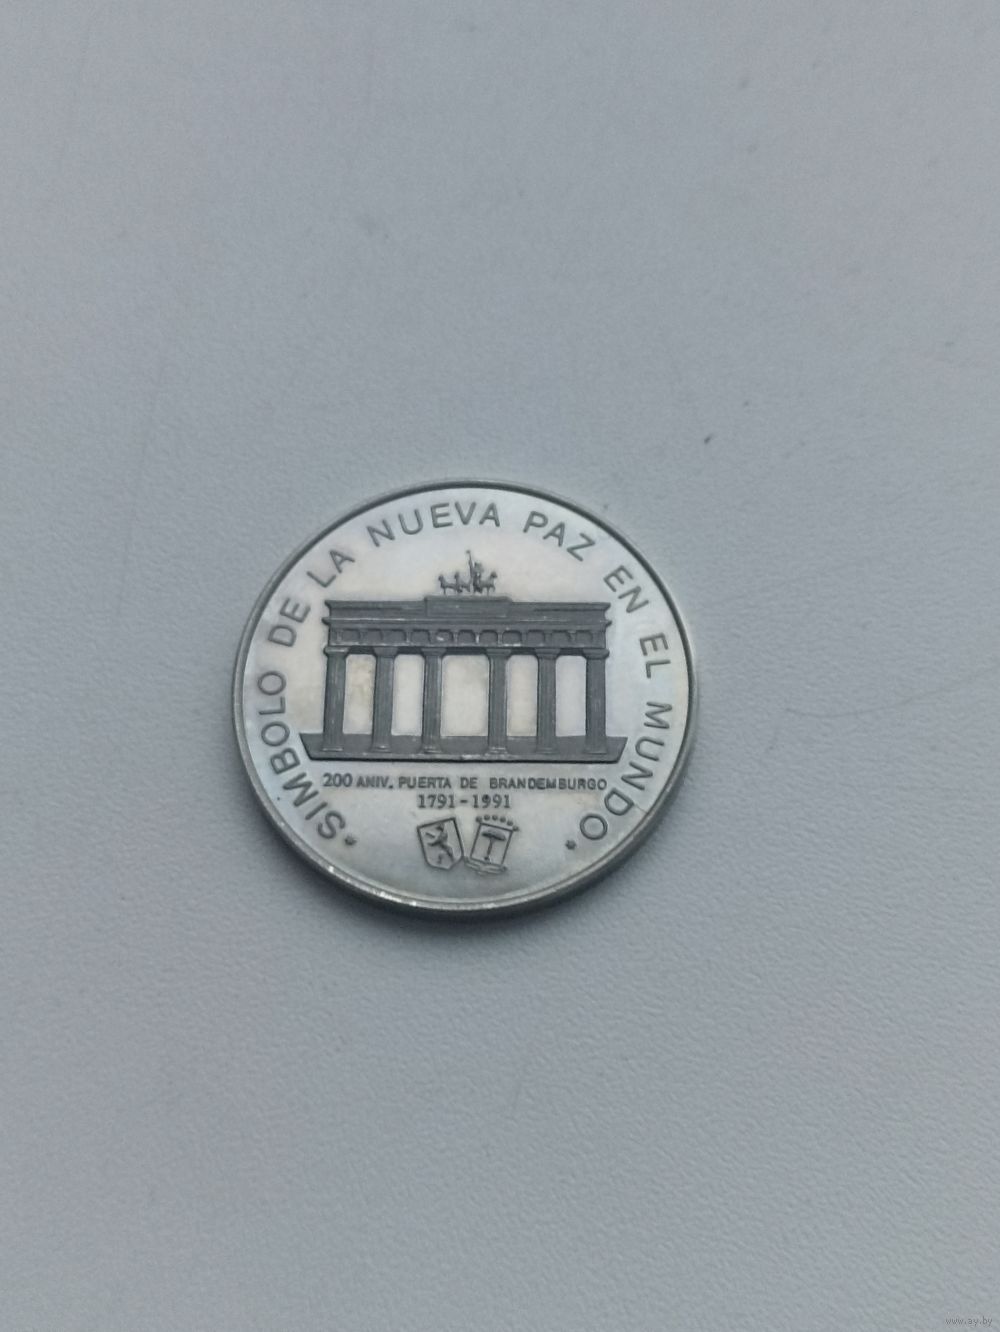 * SIMBOLO DE LA NUEVA PAZ EN EL MUNDO *
200 ANIV. PUERTA DE BRANDEMBURGO
1791-1991
www.ay.by